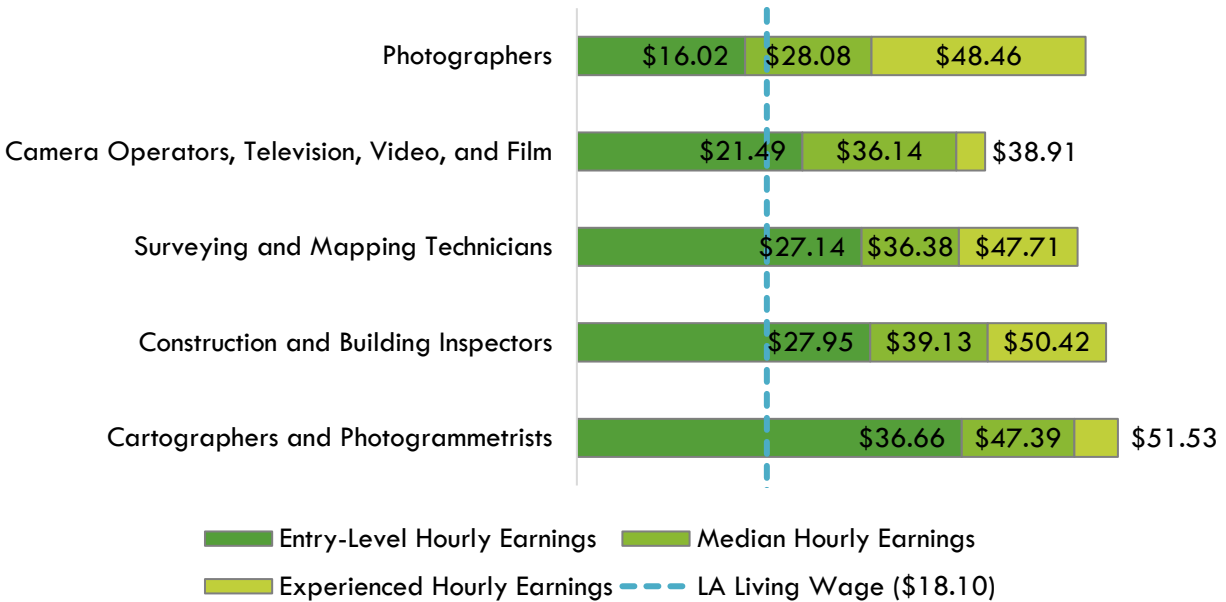 Photographers $16.02 $28.08 $48.46
Camera Operators, Television, Video, and Film $21.49 $36.14 $38.91
Surveying and Mapping Technicians $27.14 $36.38 $47.71
Construction and Building Inspectors $27.95 $39.13 $50.42
Cartographers and Photogrammetrists $36.66 $47.39 $51.53
Entry-Level Hourly Earnings Median Hourly Earnings
Experienced Hourly Earnings LA Living Wage ($18.10)